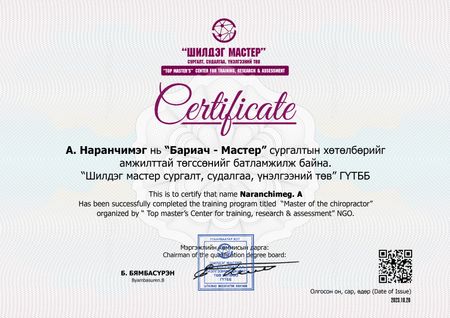 “ШИЛДЭГ МАСТЕР”
СУРГАЛТ, СУДАЛГАА, ҮНЭЛГЭЭНИЙ ТӨВ
“TOP MASTER’S” CENTER FOR TRAINING, RESEARCH & ASSESSMENT
Certificate
А. Наранчимэг нь “Бариач - Мастер” сургалтын хөтөлбөрийг
амжилттай төгссөнийг батламжилж байна.
“Шилдэг мастер сургалт, судалгаа, үнэлгээний төв” ГҮТББ
This is to certify that name Naranchimeg. A
Has been successfully completed the training program titled “Master of the chiropractor”
organized by “ Top master’s Center for training, research & assessment” NGO.
Мэргэжлийн комиссын дарга:
Chairman of the qualification degree board:
Б. БЯМБАСҮРЭН
Byambasuren.B
Олгосон он, сар, өдөр (Date of Issue)
2023.10.20